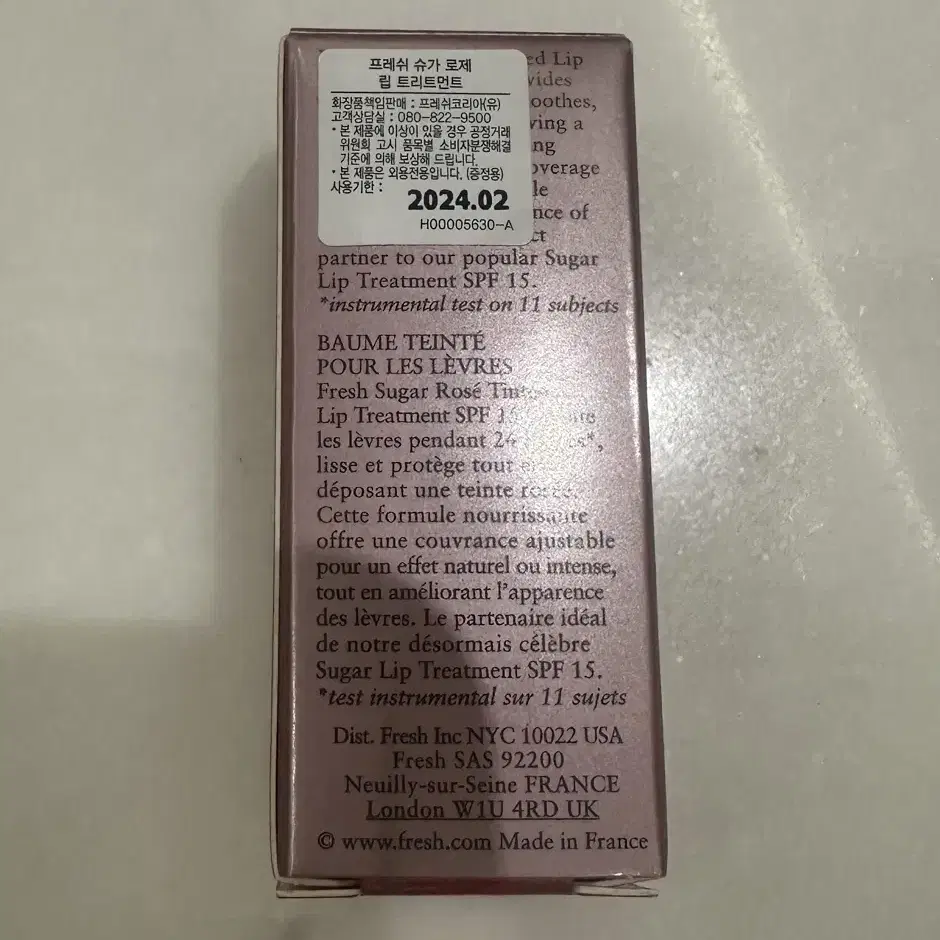 프레쉬 슈가 로제
립 트리트먼트
화장품책임판매 : 프레쉬코리아(유)
고객상담실 : 080-822-9500
* 본 제품에 이상이 있을 경우 공정거래
위원회 고시 품목별 소비자분쟁해결
기준에 의해 보상해 드립니다.
* 본 제품은 외용전용입니다. (증정용)
사용기한 :
2024.02
H00005630-A
Lip
of
partner to our popular Sugar
Lip Treatment SPF 15.
*instrumental test on 11 subjects
BAUME TEINTÉ
POUR LES LÈVRES
Fresh Sugar Rosé
Lip Treatment SPF
les lèvres pendant
lisse et protège tout
déposant une teinte
Cette formule nourrissante
offre une couvrance ajustable
pour un effet naturel ou intense,
tout en améliorant l'apparence
des lèvres. Le partenaire idéal
de notre désormais célèbre
Sugar Lip Treatment SPF 15.
*test instrumental sur 11 sujets
Dist. Fresh Inc NYC 10022 USA
Fresh SAS 92200
Neuilly-sur-Seine FRANCE
London W1U 4RD UK
© www.fresh.com Made in France